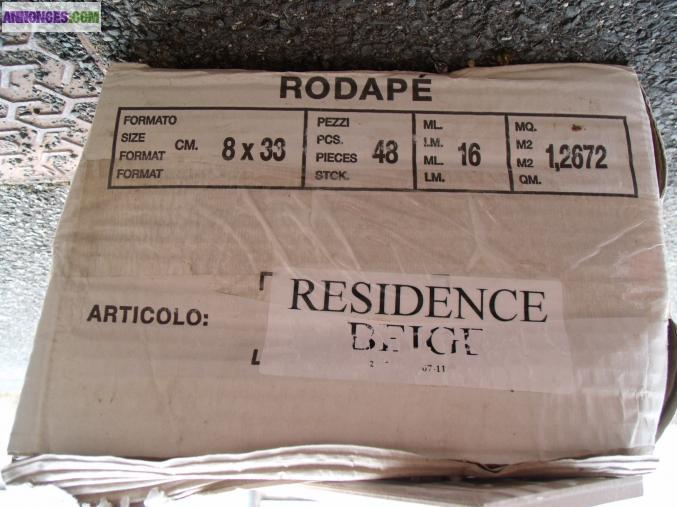 ANNONCES.COM
RODAPÉ
FORMATO
SIZE
FORMAT
FORMAT
CM. 8 x 33
PEZZI
PCS.
PIECES
STCK.
48
ML.
LM.
ML.
LM.
16
MQ.
M2
M2
QM.
1,2672
ARTICOLO:
RESIDENCE
BEIGE